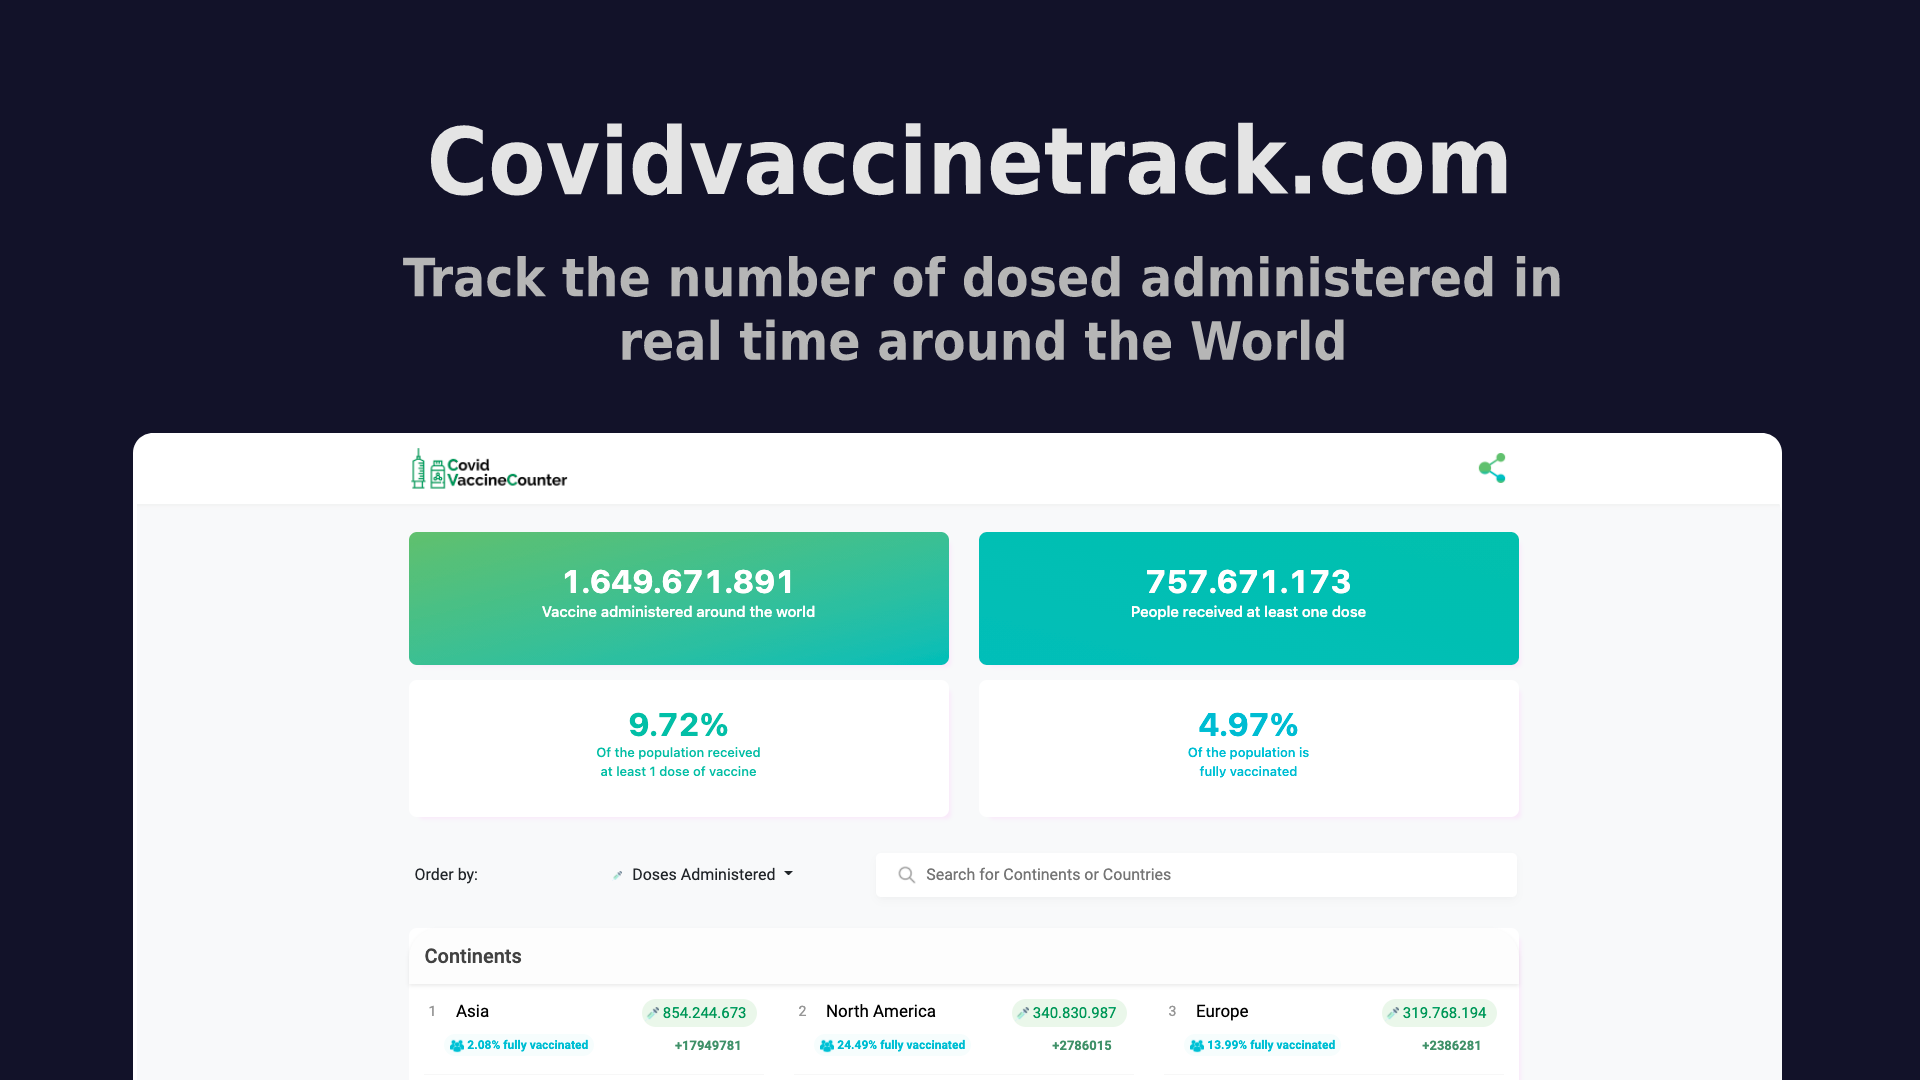 Covidvaccinetrack.com
Track the number of dosed administered in
real time around the World
Covid
VaccineCounter
1.649.671.891
Vaccine administered around the world
757.671.173
People received at least one dose
9.72%
Of the population received
at least 1 dose of vaccine
4.97%
Of the population is
fully vaccinated
Order by:
Doses Administered
Search for Continents or Countries
Continents
1 Asia 854.244.673
2.08% fully vaccinated +17949781
2 North America 340.830.987
24.49% fully vaccinated +2786015
3 Europe 319.768.194
13.99% fully vaccinated +2386281